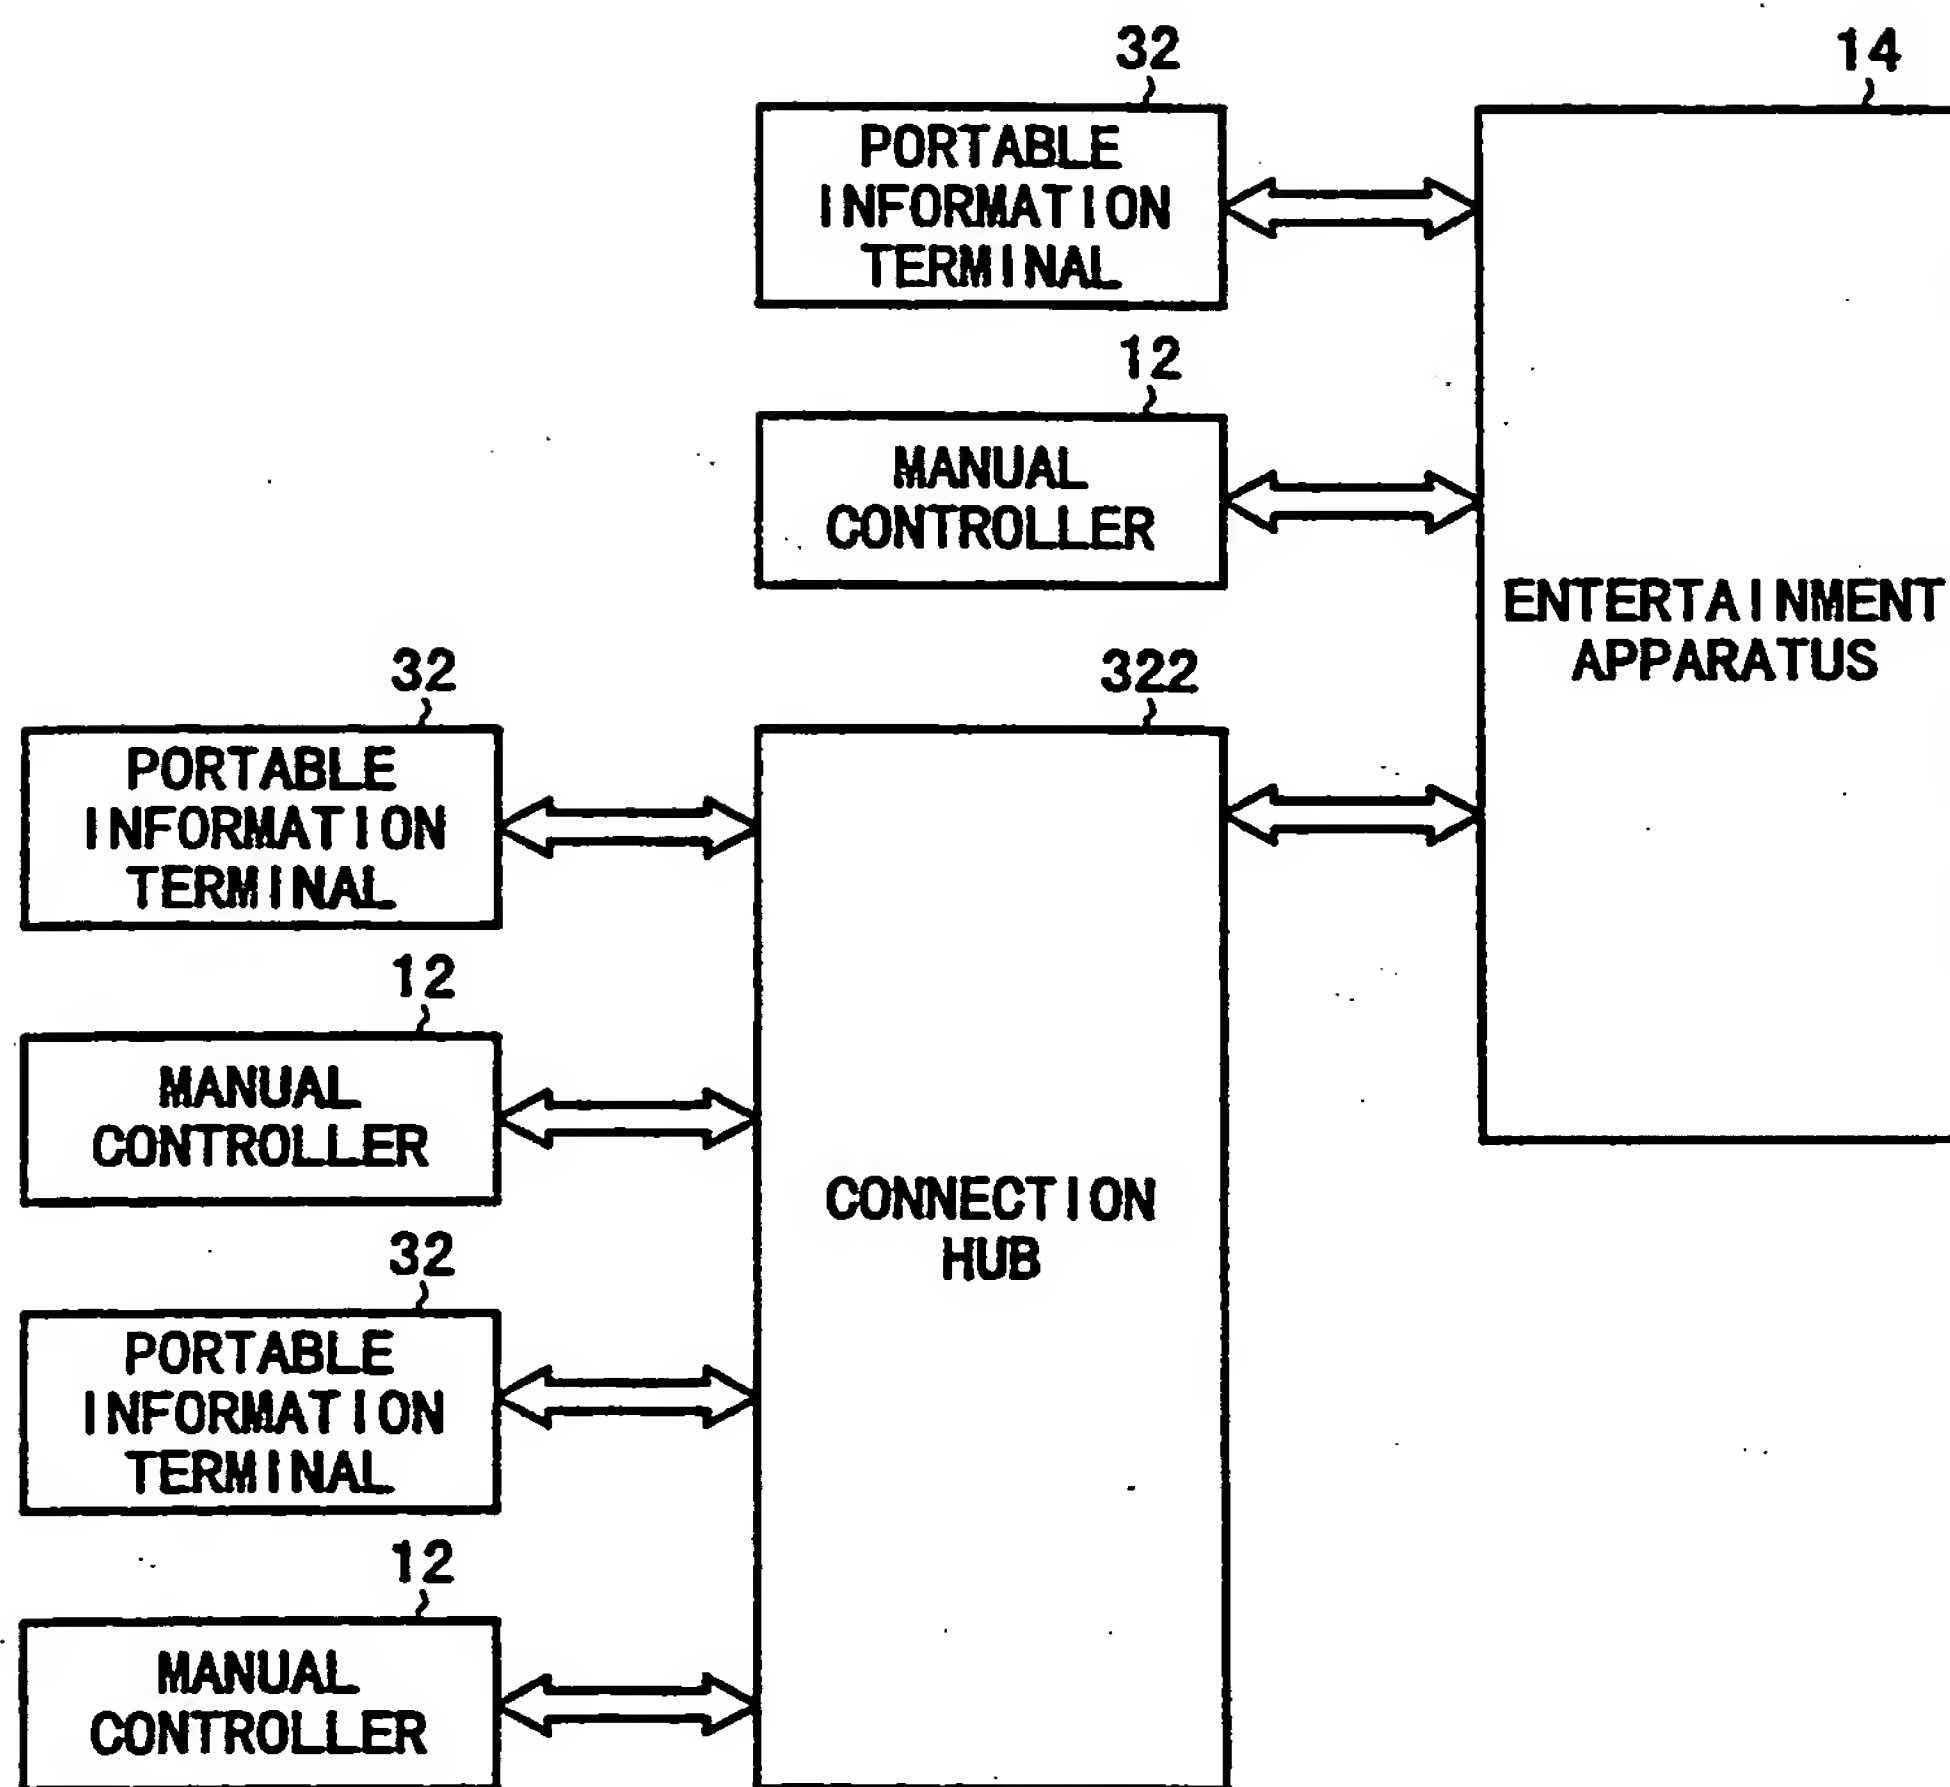 32
14
PORTABLE
INFORMATION
TERMINAL
12
MANUAL
CONTROLLER
ENTERTAINMENT
APPARATUS
32
322
PORTABLE
INFORMATION
TERMINAL
12
MANUAL
CONTROLLER
CONNECTION
HUB
32
PORTABLE
INFORMATION
TERMINAL
12
MANUAL
CONTROLLER